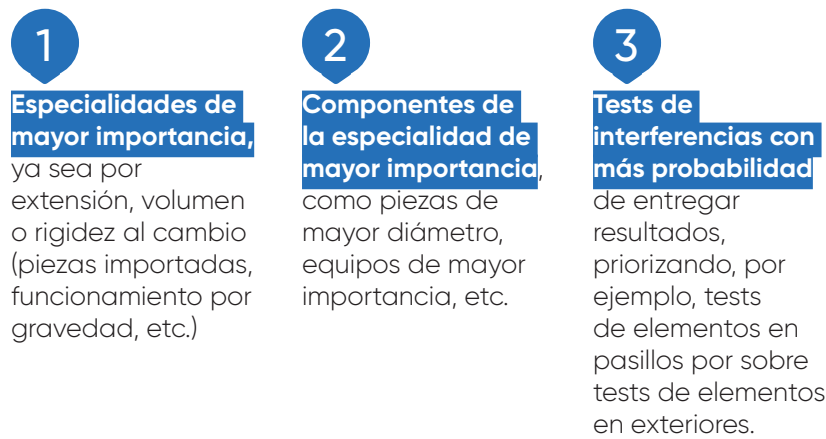 1
Especialidades de
mayor importancia,
ya sea por
extensión, volumen
o rigidez al cambio
(piezas importadas,
funcionamiento por
gravedad, etc.)
2
Componentes de
la especialidad de
mayor importancia,
como piezas de
mayor diámetro,
equipos de mayor
importancia, etc.
3
Tests de
interferencias con
más probabilidad
de entregar
resultados,
priorizando, por
ejemplo, tests
de elementos en
pasillos por sobre
tests de elementos
en exteriores.